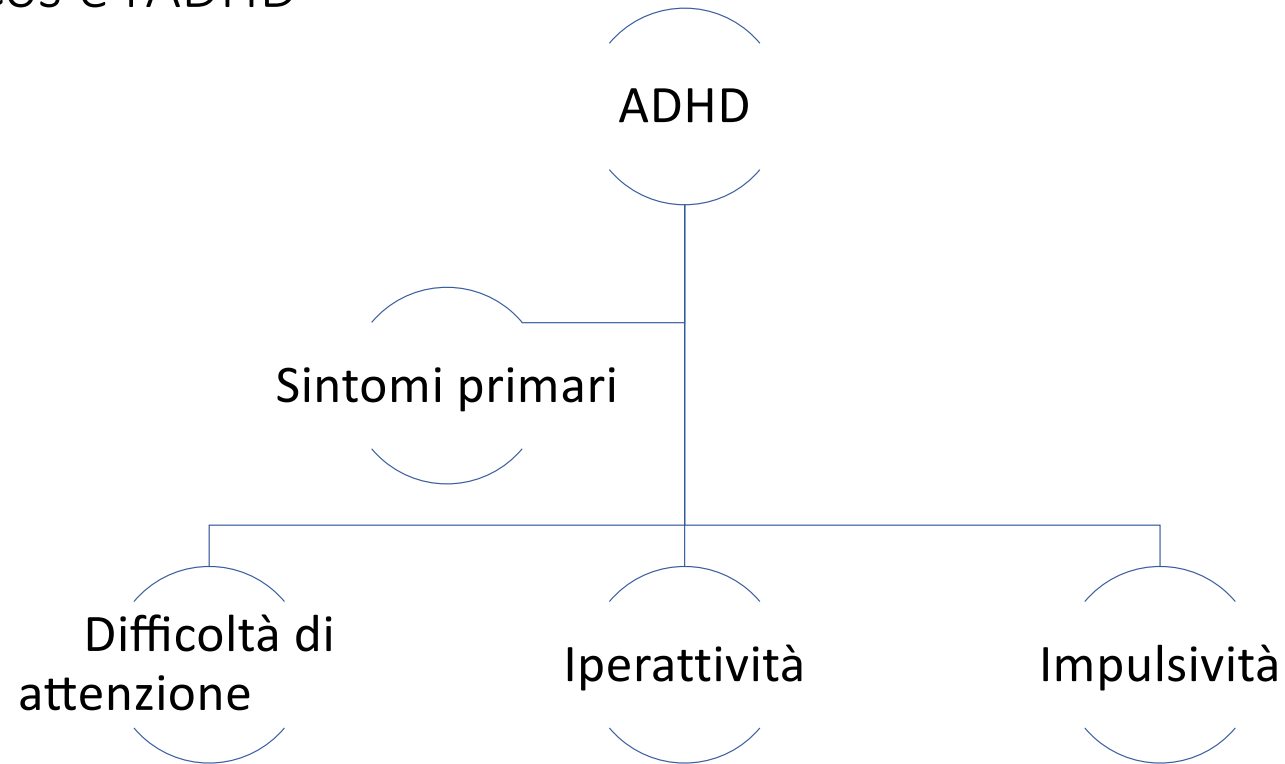 ADHD
Sintomi primari
Difficoltà di
attenzione
Iperattività
Impulsività